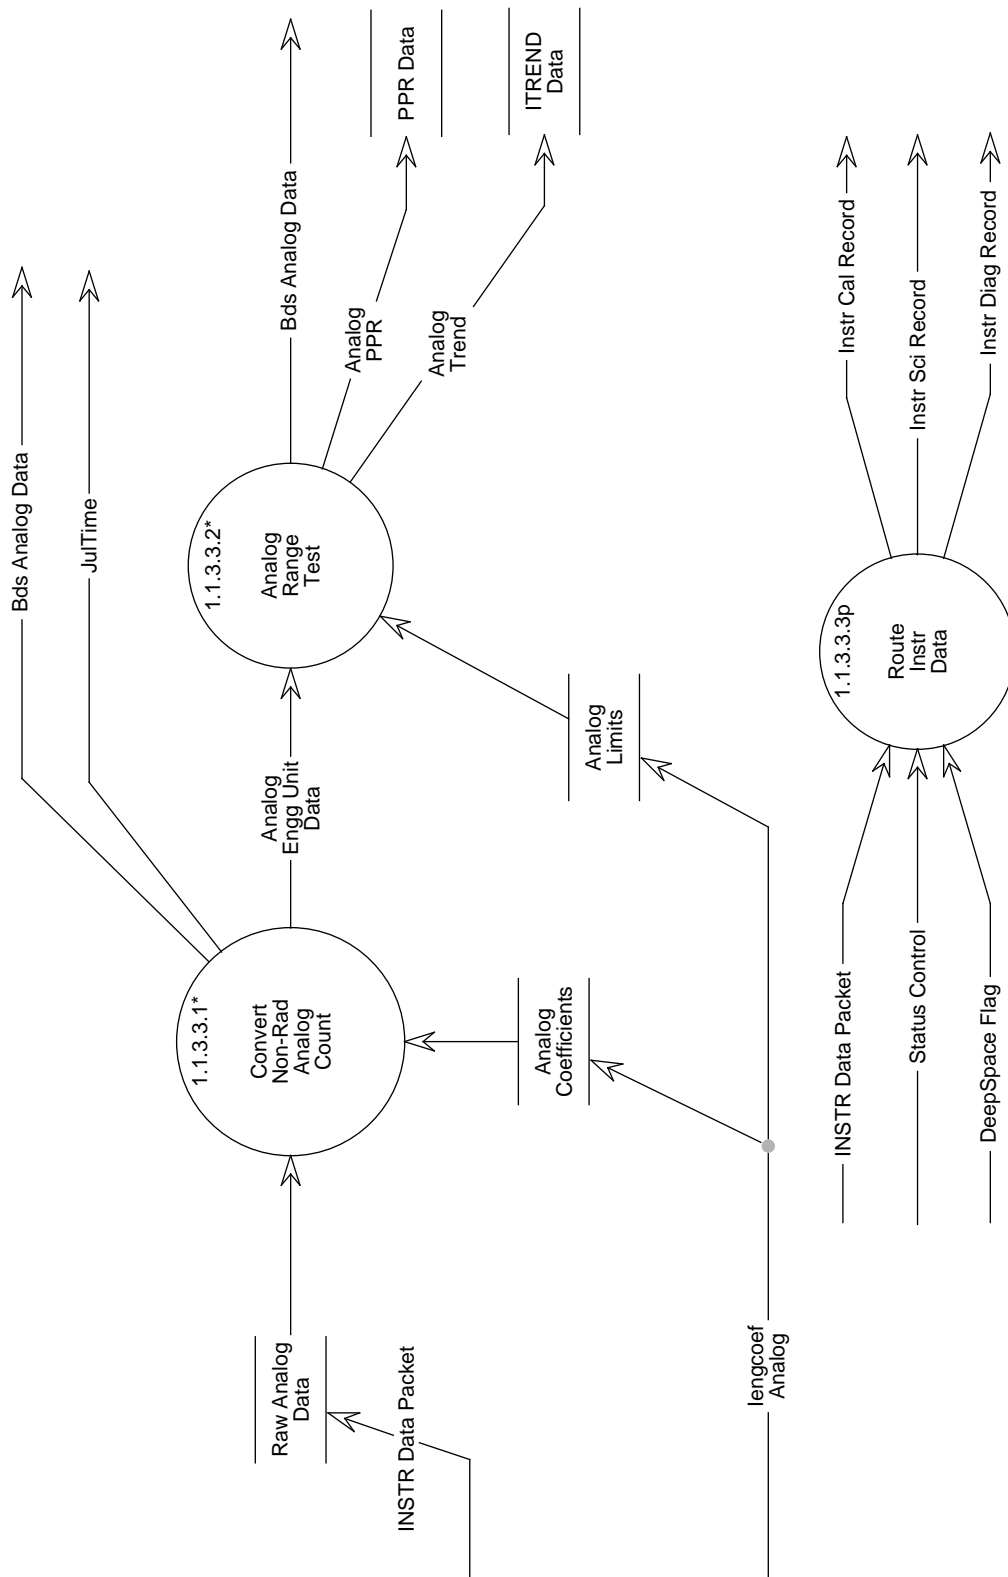 Bds Analog Data
JulTime
1.1.3.3.1*
Convert
Non-Rad
Analog
Count
1.1.3.3.2*
Analog
Range
Test
Bds Analog Data
Raw Analog
Data
Analog
Engg Unit
Data
Analog
PPR
PPR Data
Analog
Trend
ITREND
Data
INSTR Data Packet
Analog
Coefficients
Analog
Limits
Iengcoef
Analog
INSTR Data Packet
Status Control
DeepSpace Flag
1.1.3.3.3p
Route
Instr
Data
Instr Cal Record
Instr Sci Record
Instr Diag Record